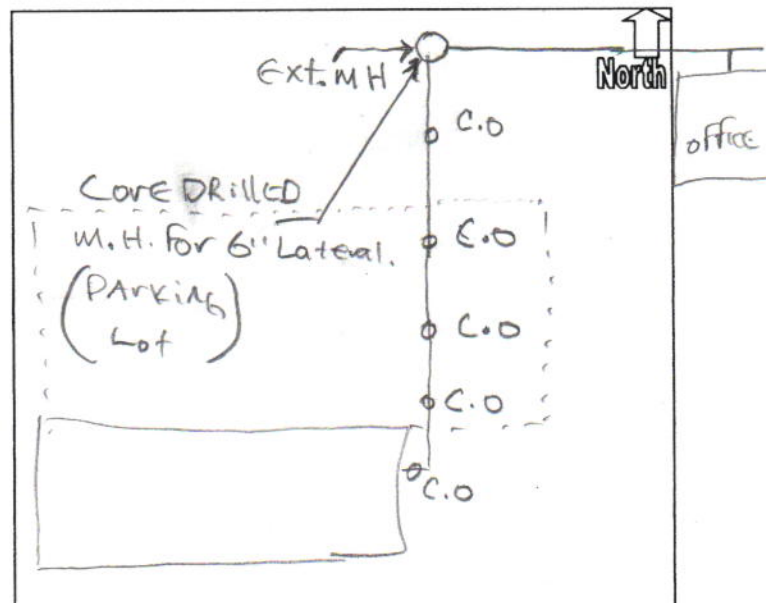 Ext. MH
North
C.O
office
Core DRillED
M.H. For 6" Lateral.
C.O
(PARKING
Lot)
C.O
C.O
C.O